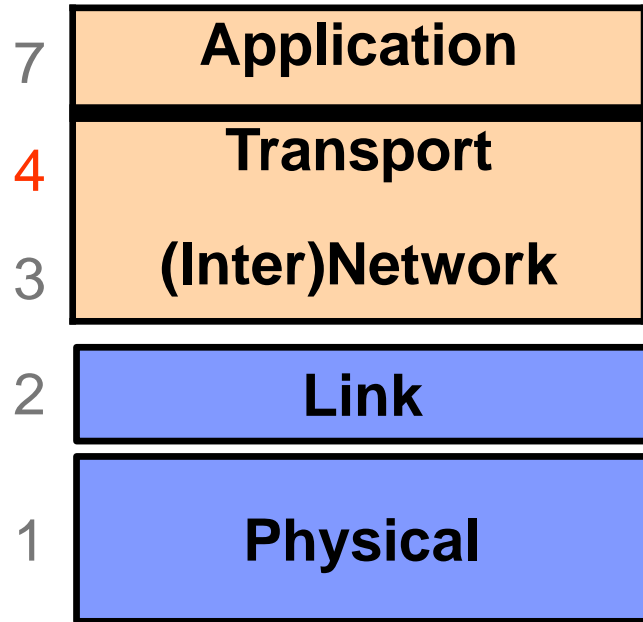 7 Application
4 Transport
3 (Inter)Network
2 Link
1 Physical